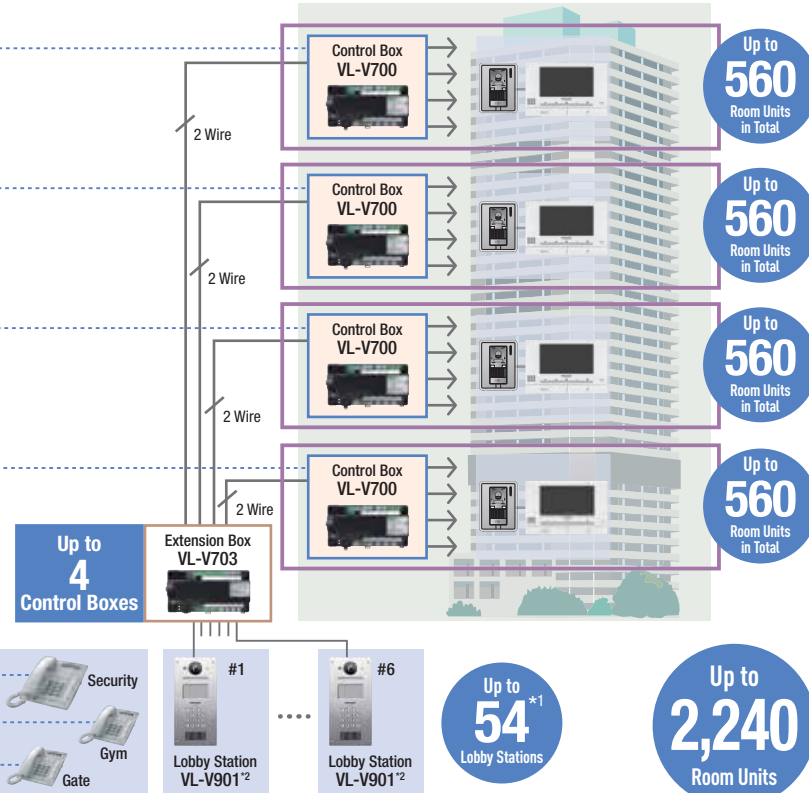 Control Box
VL-V700
2 Wire
Up to
560
Room Units
in Total
Control Box
VL-V700
2 Wire
Up to
560
Room Units
in Total
Control Box
VL-V700
2 Wire
Up to
560
Room Units
in Total
Control Box
VL-V700
2 Wire
Up to
560
Room Units
in Total
Up to
4
Control Boxes
Extension Box
VL-V703
Security
Gym
Gate
#1
Lobby Station
VL-V901*2
#6
Lobby Station
VL-V901*2
Up to
54*1
Lobby Stations
Up to
2,240
Room Units